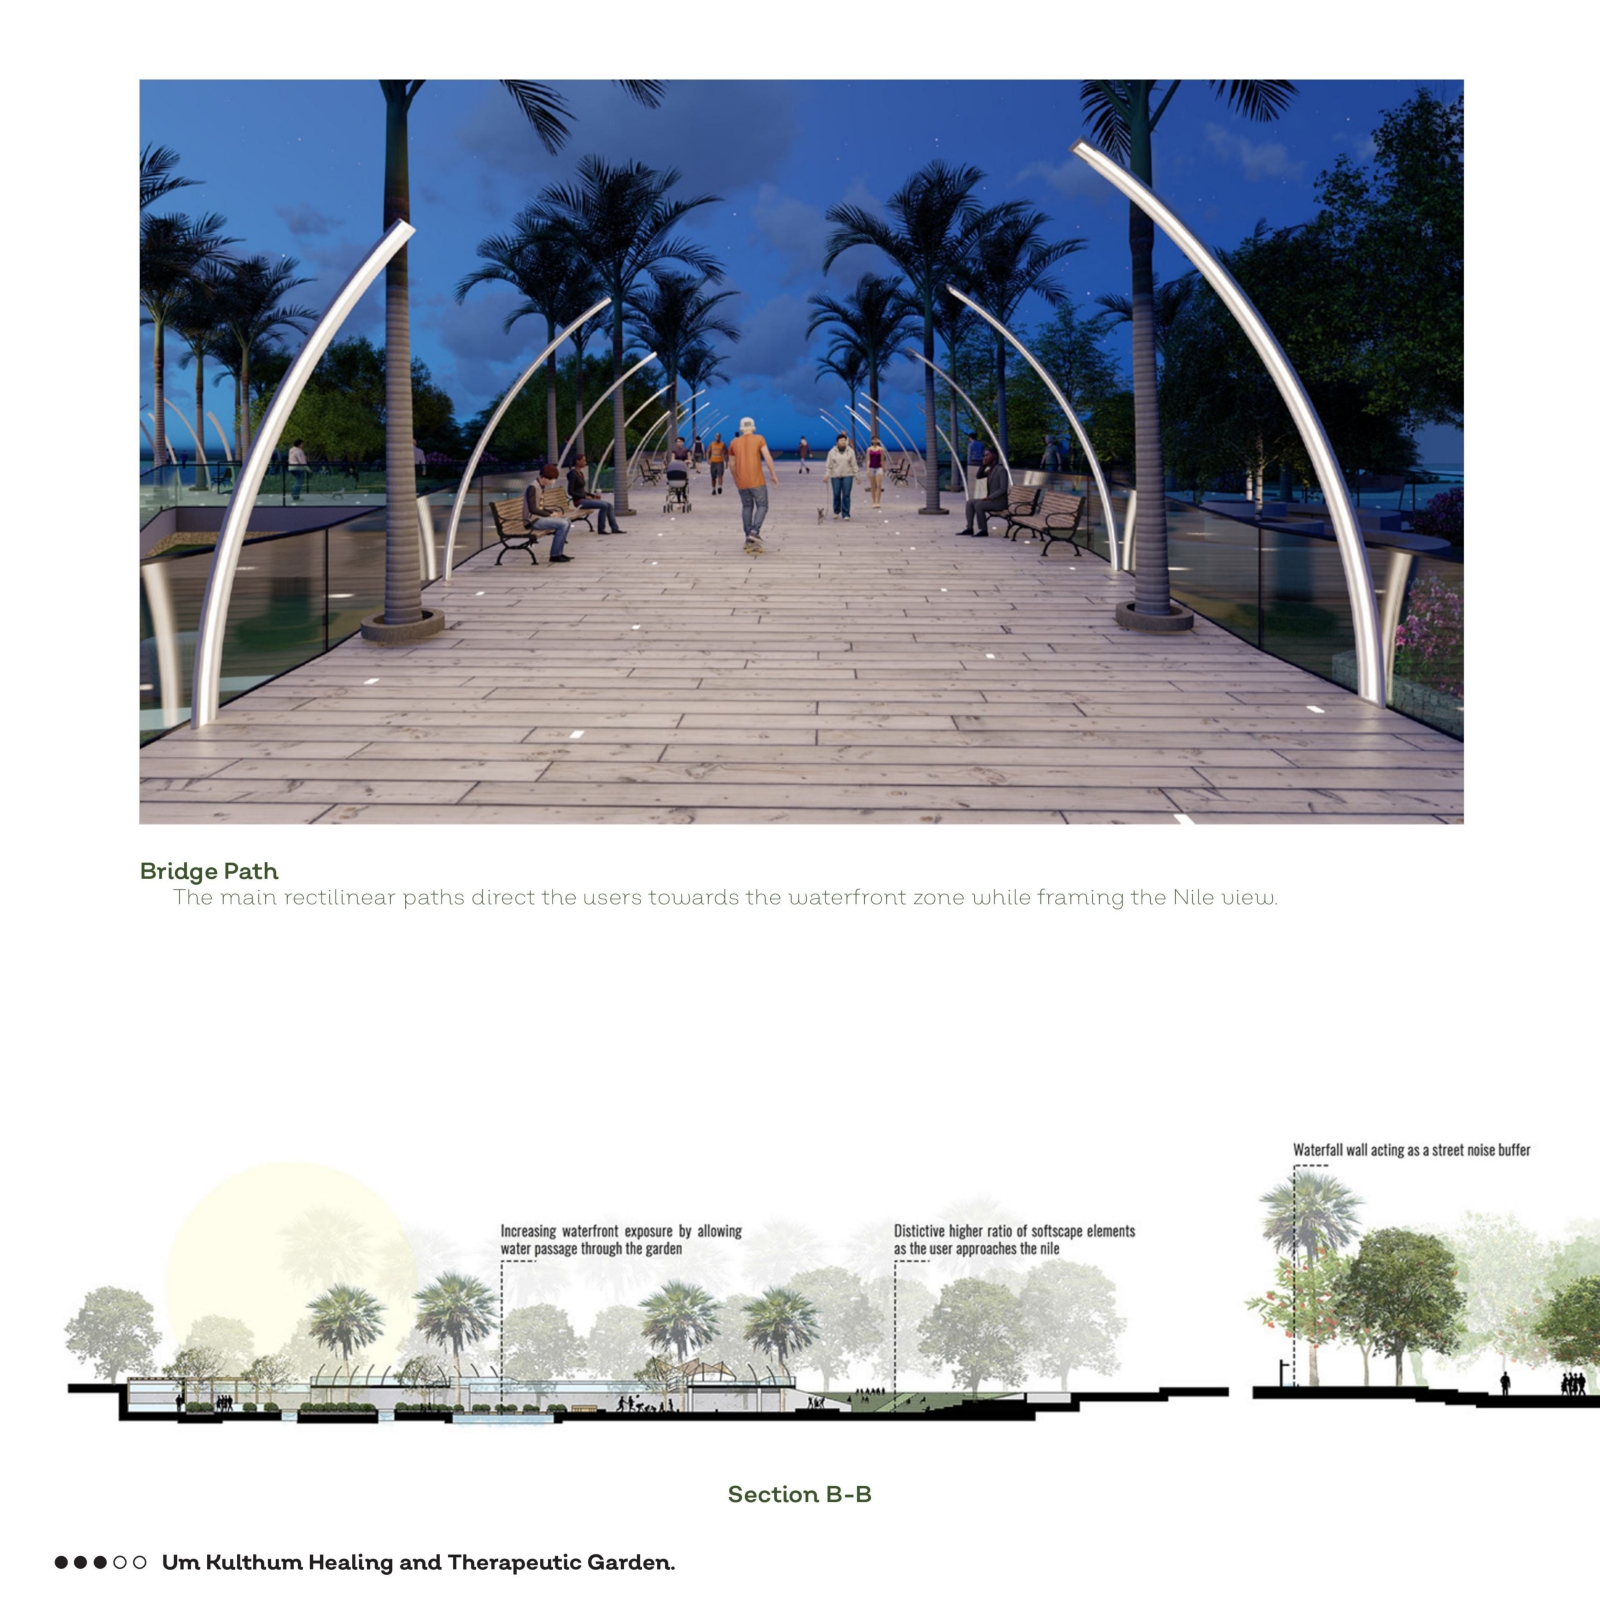 Bridge Path
The main rectilinear paths direct the users towards the waterfront zone while framing the Nile view.
Waterfall wall acting as a street noise buffer
Increasing waterfront exposure by allowing
water passage through the garden
Distictive higher ratio of softscape elements
as the user approaches the nile
Section B-B
Um Kulthum Healing and Therapeutic Garden.